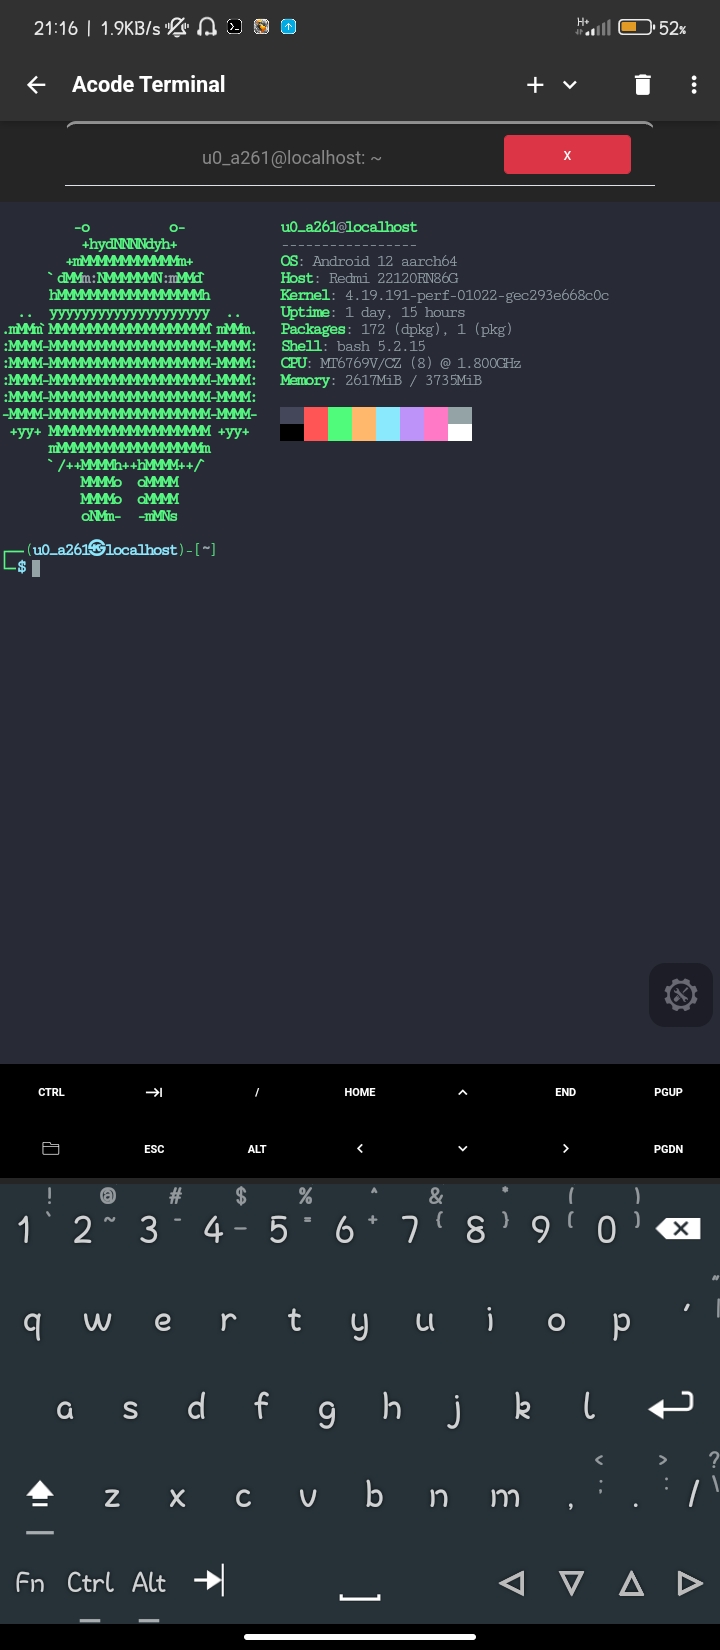 21:16 | 1.9KB/s
H+
52%
Acode Terminal
u0_a261@localhost: ~
x
-o          o-
+hydNNNNdyh+
+mMMMMMMMMMMMMm+
`dMMm:NMMMMMMN:mMMd`
hMMMMMMMMMMMMMMMMMMh
..  yyyyyyyyyyyyyyyyyyyy  ..
.mMMm`MMMMMMMMMMMMMMMMMMMM`mMMm.
:MMMM-MMMMMMMMMMMMMMMMMMMM-MMMM:
:MMMM-MMMMMMMMMMMMMMMMMMMM-MMMM:
:MMMM-MMMMMMMMMMMMMMMMMMMM-MMMM:
:MMMM-MMMMMMMMMMMMMMMMMMMM-MMMM:
-MMMM-MMMMMMMMMMMMMMMMMMMM-MMMM-
+yy+ MMMMMMMMMMMMMMMMMMMM +yy+
mMMMMMMMMMMMMMMMMMMm
`/++MMMMh++hMMMM++/`
MMMMo  oMMMM
MMMMo  oMMMM
oNMm-  -mMNs
u0_a261@localhost
-----------------
OS: Android 12 aarch64
Host: Redmi 22120RN86G
Kernel: 4.19.191-perf-01022-gec293e668c0c
Uptime: 1 day, 15 hours
Packages: 172 (dpkg), 1 (pkg)
Shell: bash 5.2.15
CPU: MT6769V/CZ (8) @ 1.800GHz
Memory: 2617MiB / 3735MiB
┌──(u0_a261㉿localhost)-[~]
└─$
CTRL / HOME END PGUP
ESC ALT PGDN
! @ # $ % ^ & * ( )
1 ` 2 ~ 3 - 4 _ 5 = 6 + 7 { 8 } 9 [ 0 ]
q w e r t y u i o p ' " |
a s d f g h j k l
z x c v b n m , < ; . > : / ? \
Fn Ctrl Alt